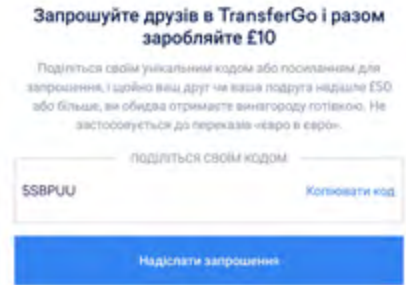 Запрошуйте друзів в TransferGo і разом
заробляйте £10
Поділіться своїм унікальним кодом або посиланням для
запрошення, і щойно ваш друг чи ваша подруга надішле £50
або більше, ви обидва отримаєте винагороду готівкою. Не
застосовується до переказів «євро в євро».
ПОДІЛІТЬСЯ СВОЇМ КОДОМ
5SBPUU
Копіювати код
Надіслати запрошення